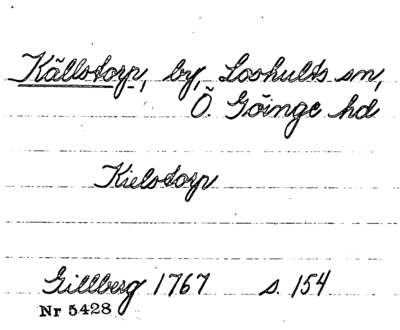 Källstorp, by, Loshults sn,
Ö. Göinge hd
Kielstorp
Gillberg 1767 s. 154
Nr 5428